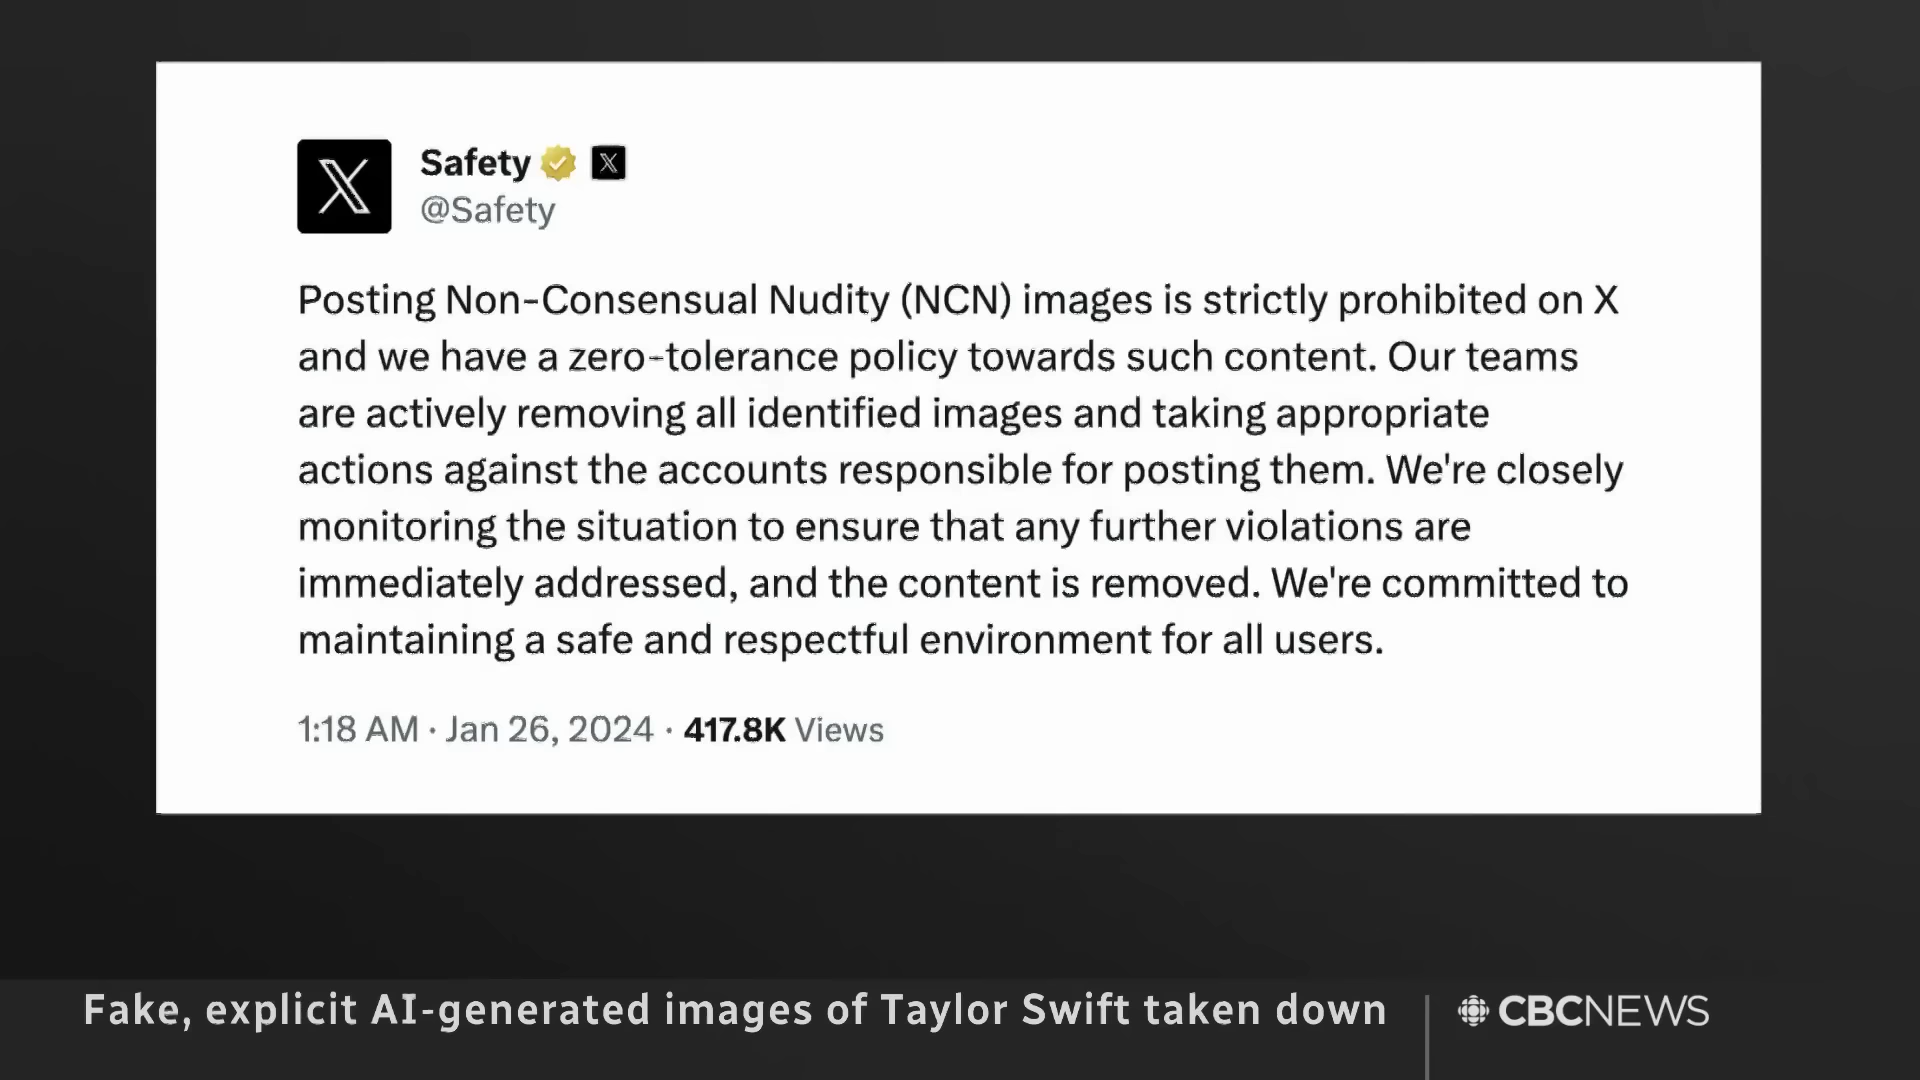 Safety
@Safety
Posting Non-Consensual Nudity (NCN) images is strictly prohibited on X
and we have a zero-tolerance policy towards such content. Our teams
are actively removing all identified images and taking appropriate
actions against the accounts responsible for posting them. We're closely
monitoring the situation to ensure that any further violations are
immediately addressed, and the content is removed. We're committed to
maintaining a safe and respectful environment for all users.
1:18 AM · Jan 26, 2024 · 417.8K Views
Fake, explicit AI-generated images of Taylor Swift taken down
CBCNEWS